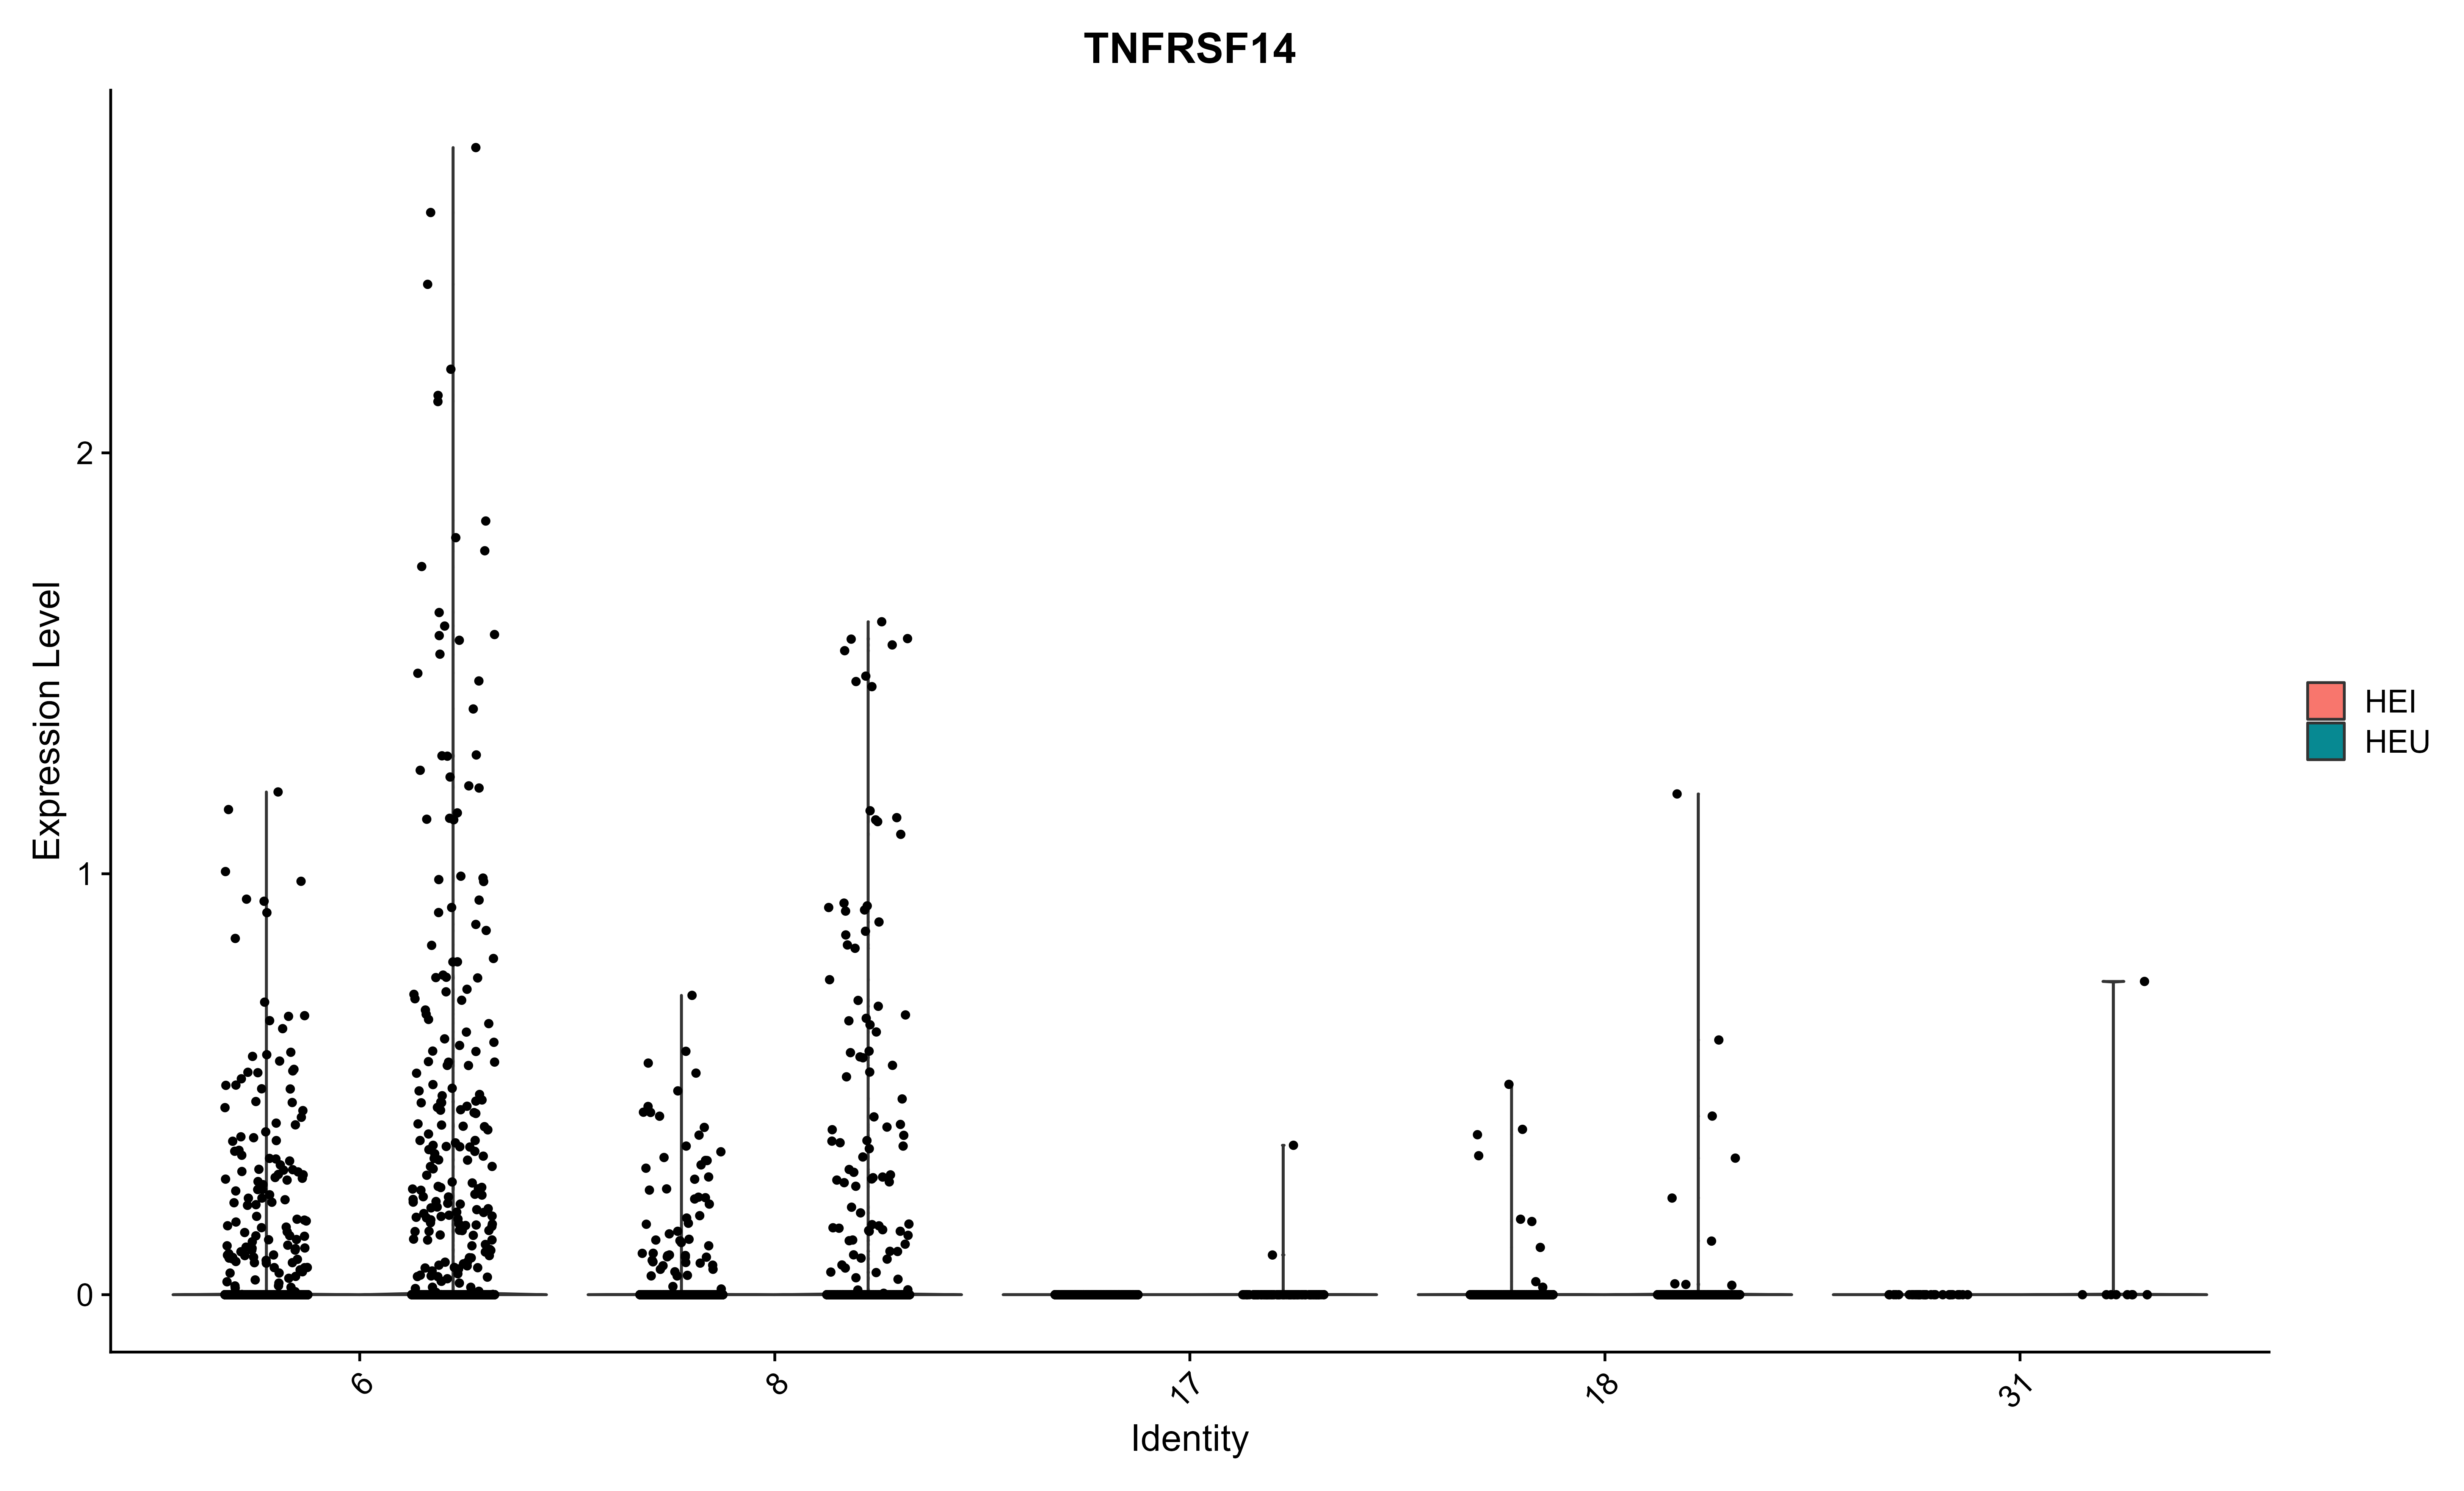 TNFRSF14
Expression Level
2
1
0
6
8
17
18
31
Identity
HEI
HEU